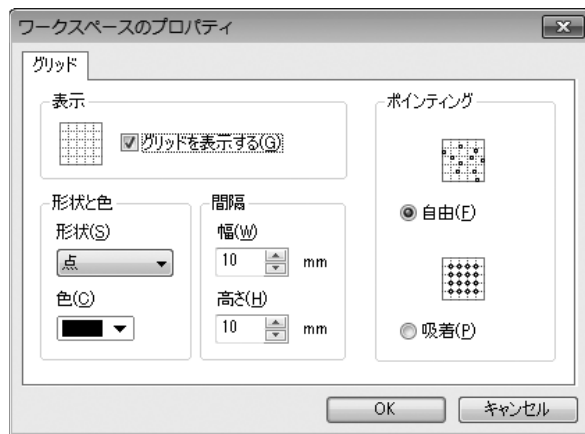 ワークスペースのプロパティ
グリッド
表示
グリッドを表示する(G)
形状と色
形状(S)
点
色(C)
間隔
幅(W)
10 mm
高さ(H)
10 mm
ポインティング
自由(F)
吸着(P)
OK
キャンセル